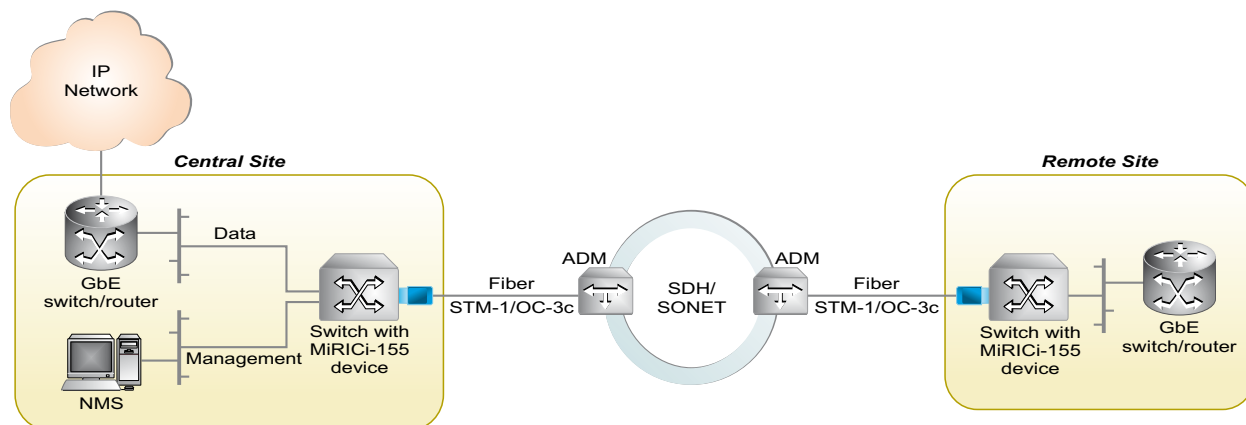 IP
Network
Central Site
Remote Site
Data
GbE
switch/router
Management
NMS
Switch with
MiRICi-155
device
Fiber
STM-1/OC-3c
ADM
SDH/
SONET
ADM
Fiber
STM-1/OC-3c
Switch with
MiRICi-155
device
GbE
switch/router